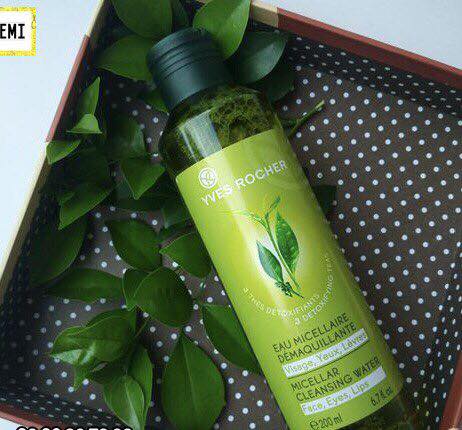 EMI
YVES ROCHER
3 THÉS DÉTOXIFIANTS
3 DETOXIFYING TEAS
EAU MICELLAIRE
DÉMAQUILLANTE
Visage, Yeux, Lèvres
MICELLAR
CLEANSING WATER
Face, Eyes, Lips
℮200 ml
6.7 fl.oz